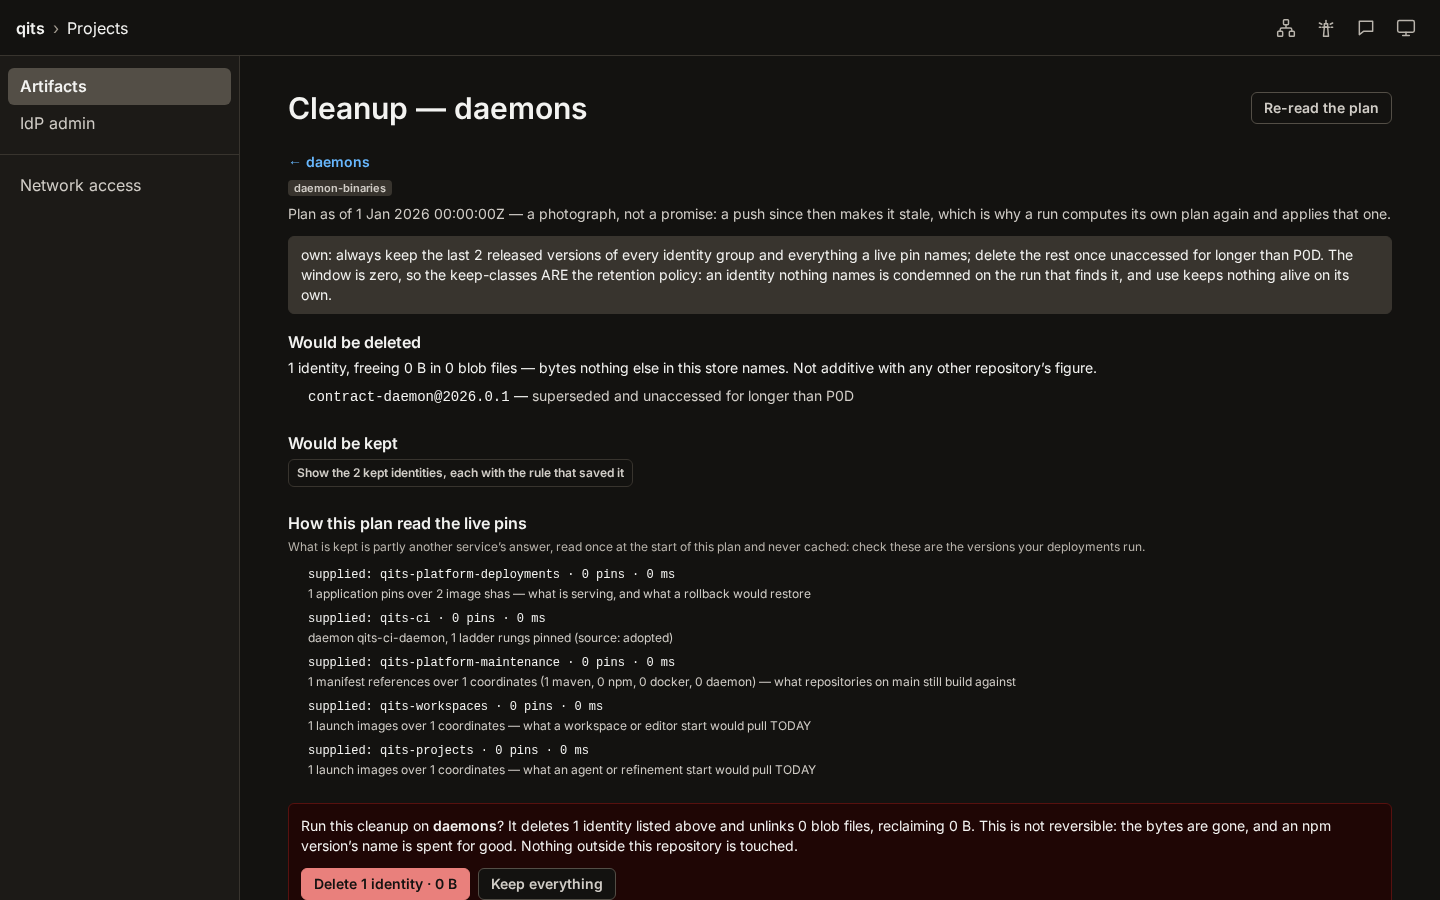 qits › Projects
Artifacts
IdP admin
Network access
Cleanup — daemons
Re-read the plan
← daemons
daemon-binaries
Plan as of 1 Jan 2026 00:00:00Z — a photograph, not a promise: a push since then makes it stale, which is why a run computes its own plan again and applies that one.
own: always keep the last 2 released versions of every identity group and everything a live pin names; delete the rest once unaccessed for longer than P0D. The
window is zero, so the keep-classes ARE the retention policy: an identity nothing names is condemned on the run that finds it, and use keeps nothing alive on its
own.
Would be deleted
1 identity, freeing 0 B in 0 blob files — bytes nothing else in this store names. Not additive with any other repository's figure.
contract-daemon@2026.0.1 — superseded and unaccessed for longer than P0D
Would be kept
Show the 2 kept identities, each with the rule that saved it
How this plan read the live pins
What is kept is partly another service's answer, read once at the start of this plan and never cached: check these are the versions your deployments run.
supplied: qits-platform-deployments · 0 pins · 0 ms
1 application pins over 2 image shas — what is serving, and what a rollback would restore
supplied: qits-ci · 0 pins · 0 ms
daemon qits-ci-daemon, 1 ladder rungs pinned (source: adopted)
supplied: qits-platform-maintenance · 0 pins · 0 ms
1 manifest references over 1 coordinates (1 maven, 0 npm, 0 docker, 0 daemon) — what repositories on main still build against
supplied: qits-workspaces · 0 pins · 0 ms
1 launch images over 1 coordinates — what a workspace or editor start would pull TODAY
supplied: qits-projects · 0 pins · 0 ms
1 launch images over 1 coordinates — what an agent or refinement start would pull TODAY
Run this cleanup on daemons? It deletes 1 identity listed above and unlinks 0 blob files, reclaiming 0 B. This is not reversible: the bytes are gone, and an npm
version's name is spent for good. Nothing outside this repository is touched.
Delete 1 identity · 0 B
Keep everything